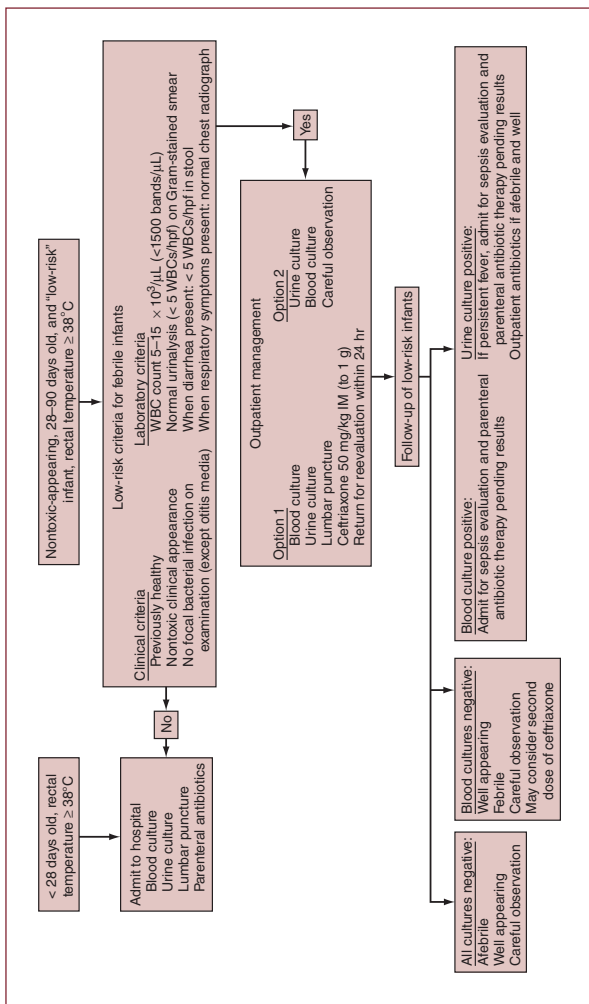 < 28 days old, rectal
temperature ≥ 38°C
Nontoxic-appearing, 28–90 days old, and "low-risk"
infant, rectal temperature ≥ 38°C
Admit to hospital
Blood culture
Urine culture
Lumbar puncture
Parenteral antibiotics
No
Low-risk criteria for febrile infants
Clinical criteria
Previously healthy
Nontoxic clinical appearance
No focal bacterial infection on
examination (except otitis media)
Laboratory criteria
WBC count 5–15 × 10³/μL (<1500 bands/μL)
Normal urinalysis (< 5 WBCs/hpf) on Gram-stained smear
When diarrhea present: < 5 WBCs/hpf in stool
When respiratory symptoms present: normal chest radiograph
Yes
Outpatient management
Option 1
Blood culture
Urine culture
Lumbar puncture
Ceftriaxone 50 mg/kg IM (to 1 g)
Return for reevaluation within 24 hr
Option 2
Urine culture
Blood culture
Careful observation
Follow-up of low-risk infants
All cultures negative:
Afebrile
Well appearing
Careful observation
Blood cultures negative:
Well appearing
Febrile
Careful observation
May consider second
dose of ceftriaxone
Blood culture positive:
Admit for sepsis evaluation and parenteral
antibiotic therapy pending results
Urine culture positive:
If persistent fever, admit for sepsis evaluation and
parenteral antibiotic therapy pending results
Outpatient antibiotics if afebrile and well